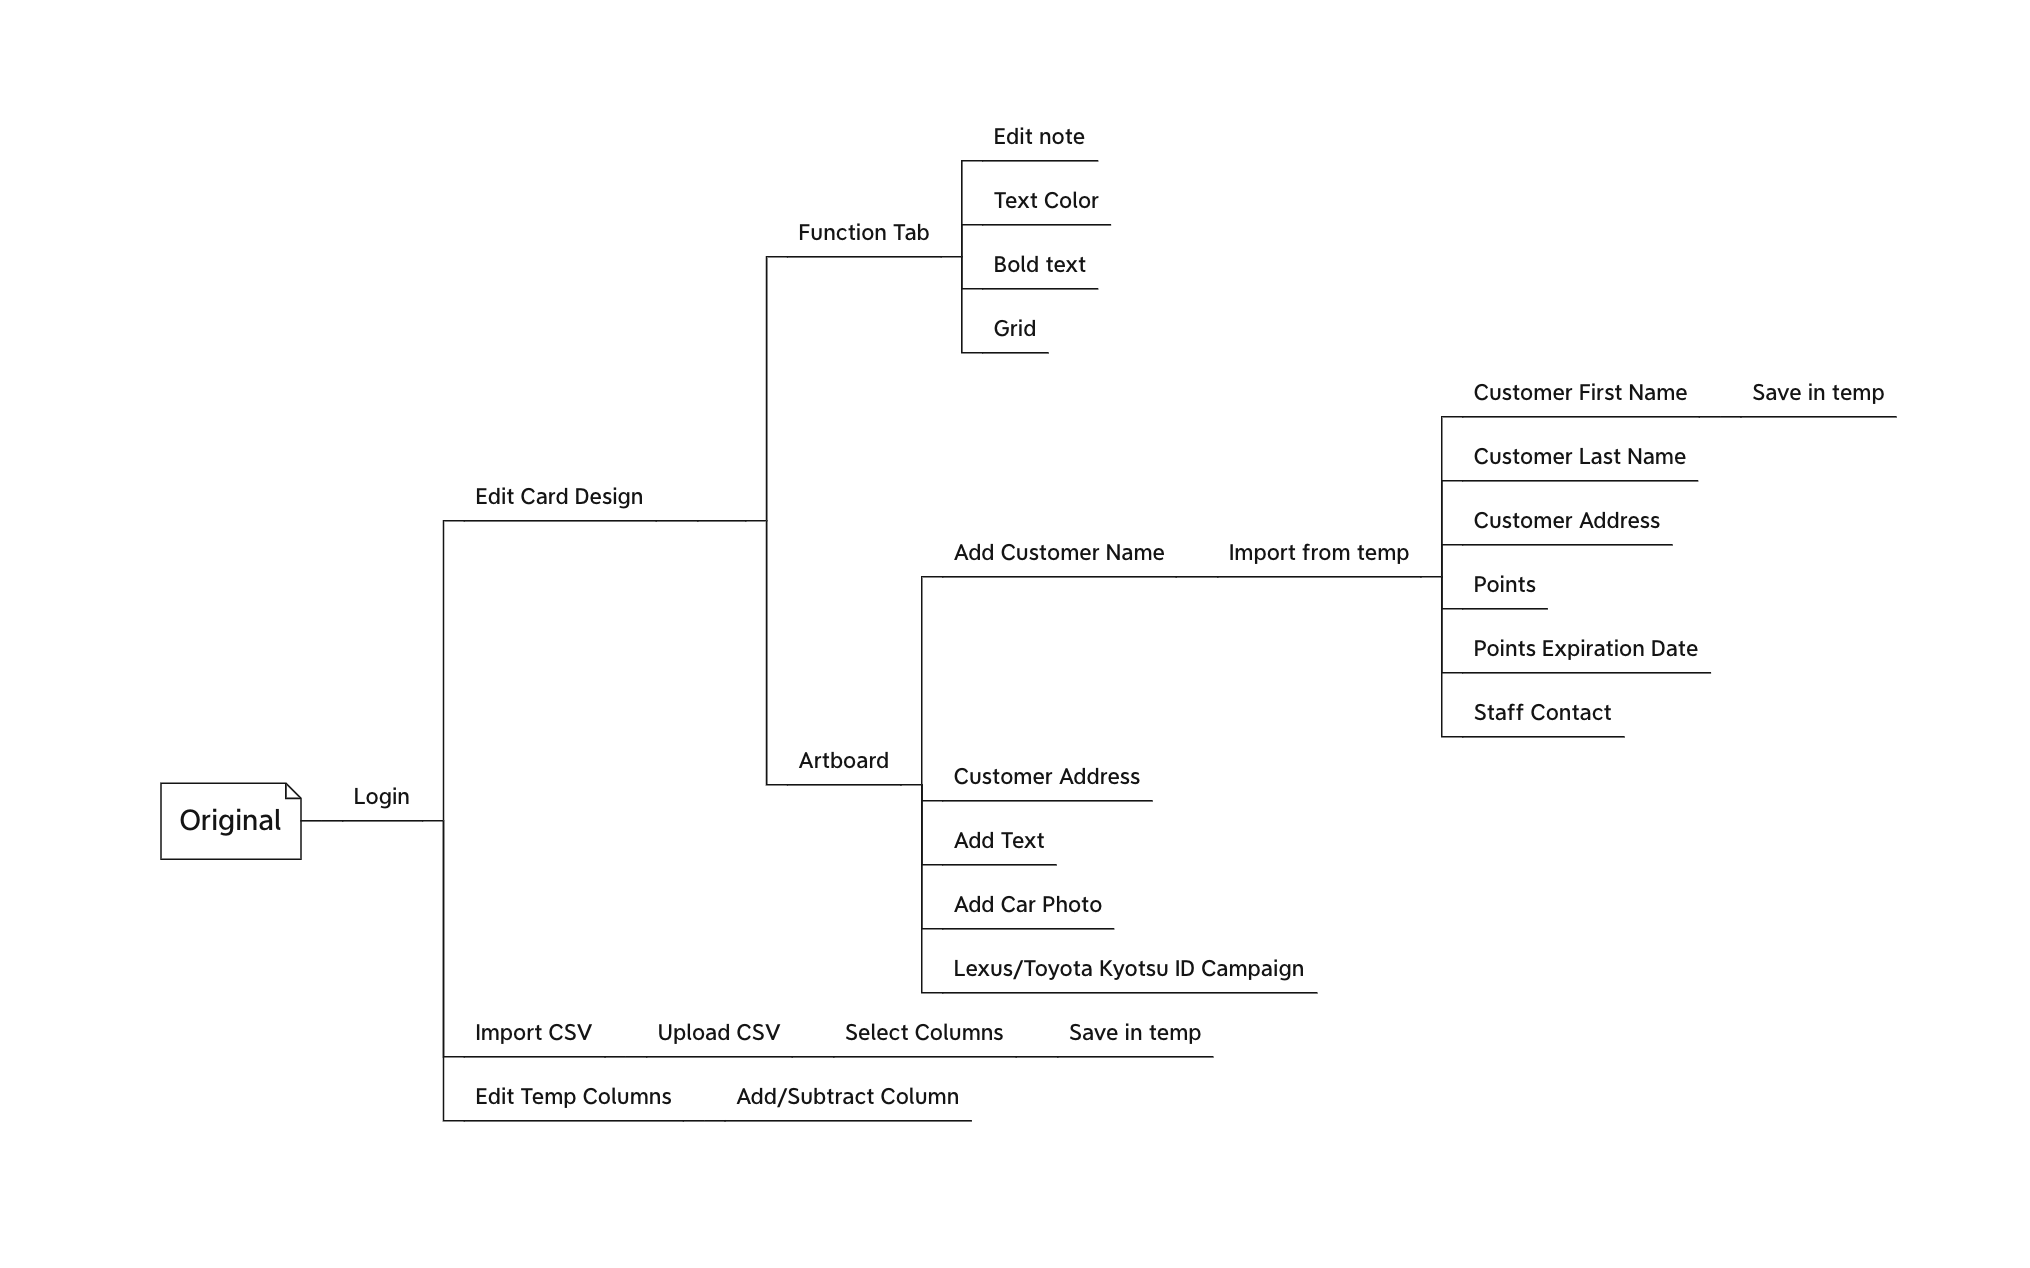 Original
Login
Edit Card Design
Function Tab
Edit note
Text Color
Bold text
Grid
Artboard
Add Customer Name
Import from temp
Customer First Name
Save in temp
Customer Last Name
Customer Address
Points
Points Expiration Date
Staff Contact
Customer Address
Add Text
Add Car Photo
Lexus/Toyota Kyotsu ID Campaign
Import CSV
Upload CSV
Select Columns
Save in temp
Edit Temp Columns
Add/Subtract Column